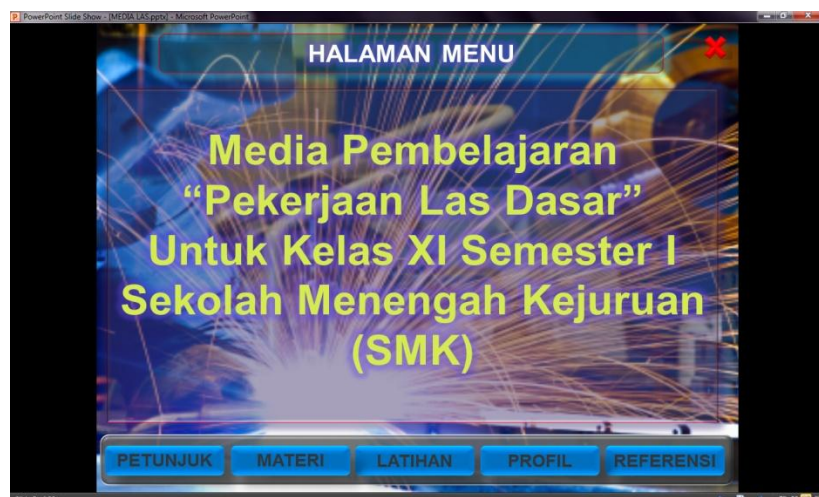 PowerPoint Slide Show - [MEDIA LAS.pptx] - Microsoft PowerPoint
HALAMAN MENU
Media Pembelajaran
“Pekerjaan Las Dasar”
Untuk Kelas XI Semester I
Sekolah Menengah Kejuruan
(SMK)
PETUNJUK MATERI LATIHAN PROFIL REFERENSI